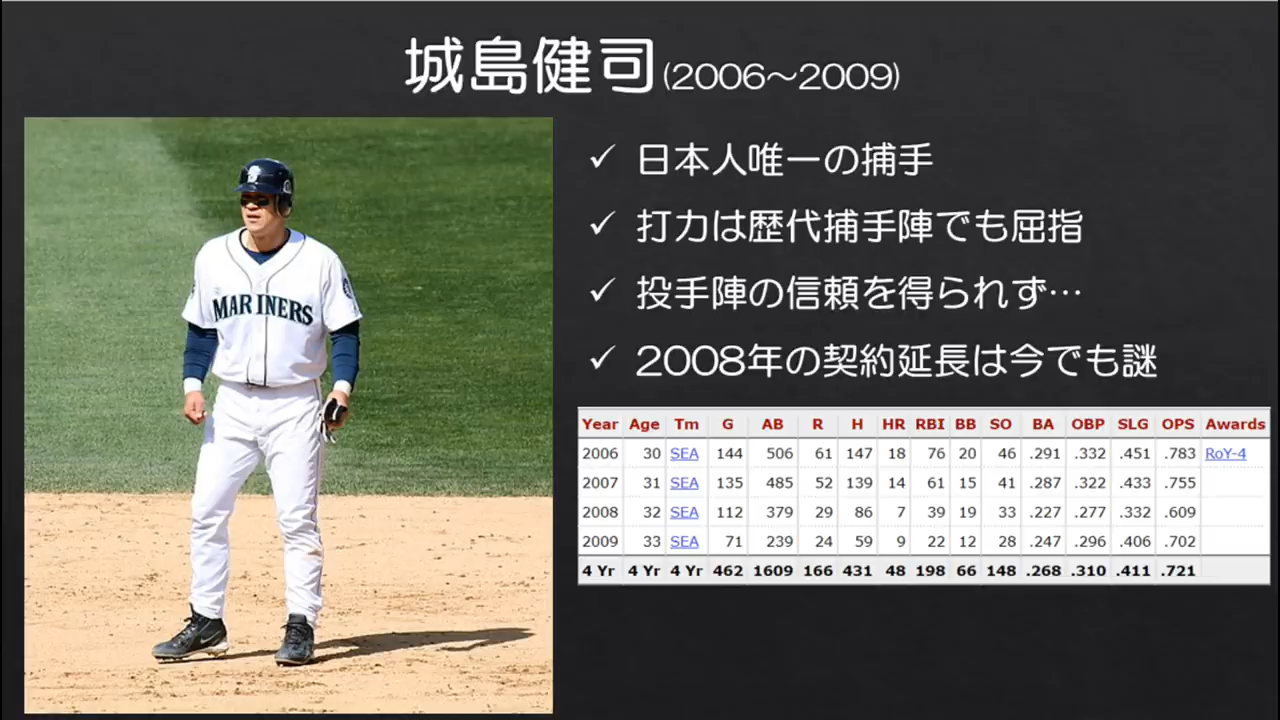 城島健司(2006〜2009)
MARINERS
✓ 日本人唯一の捕手
✓ 打力は歴代捕手陣でも屈指
✓ 投手陣の信頼を得られず…
✓ 2008年の契約延長は今でも謎
Year Age Tm G AB R H HR RBI BB SO BA OBP SLG OPS Awards
2006 30 SEA 144 506 61 147 18 76 20 46 .291 .332 .451 .783 RoY-4
2007 31 SEA 135 485 52 139 14 61 15 41 .287 .322 .433 .755
2008 32 SEA 112 379 29 86 7 39 19 33 .227 .277 .332 .609
2009 33 SEA 71 239 24 59 9 22 12 28 .247 .296 .406 .702
4 Yr 4 Yr 4 Yr 462 1609 166 431 48 198 66 148 .268 .310 .411 .721